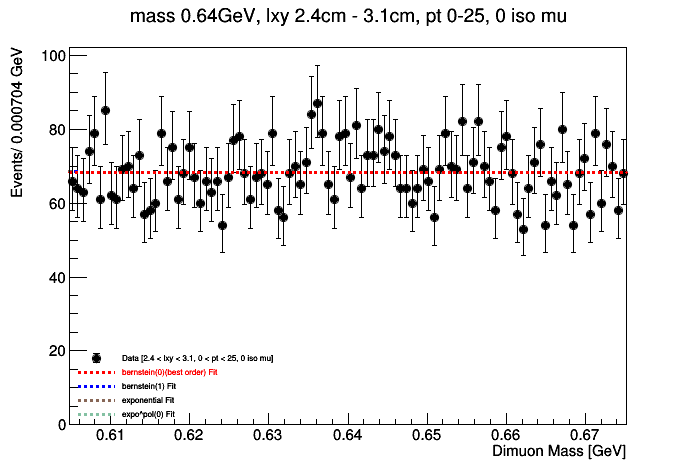 mass 0.64GeV, lxy 2.4cm - 3.1cm, pt 0-25, 0 iso mu
Events/ 0.000704 GeV
100
80
60
40
20
0
Data [2.4 < lxy < 3.1, 0 < pt < 25, 0 iso mu]
bernstein(0)(best order) Fit
bernstein(1) Fit
exponential Fit
expo*pol(0) Fit
0.61 0.62 0.63 0.64 0.65 0.66 0.67
Dimuon Mass [GeV]